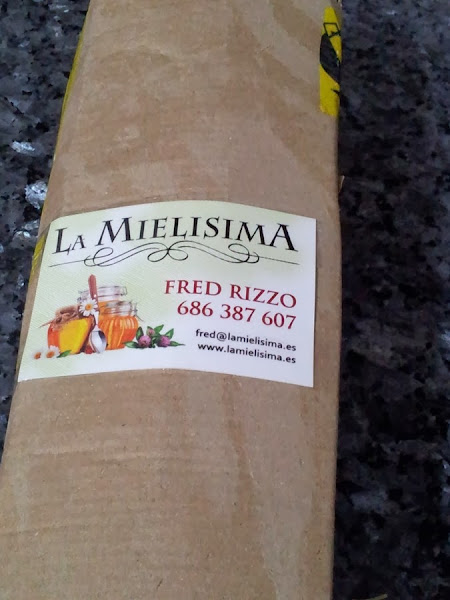 LA MIELISIMA
FRED RIZZO
686 387 607
fred@lamielisima.es
www.lamielisima.es